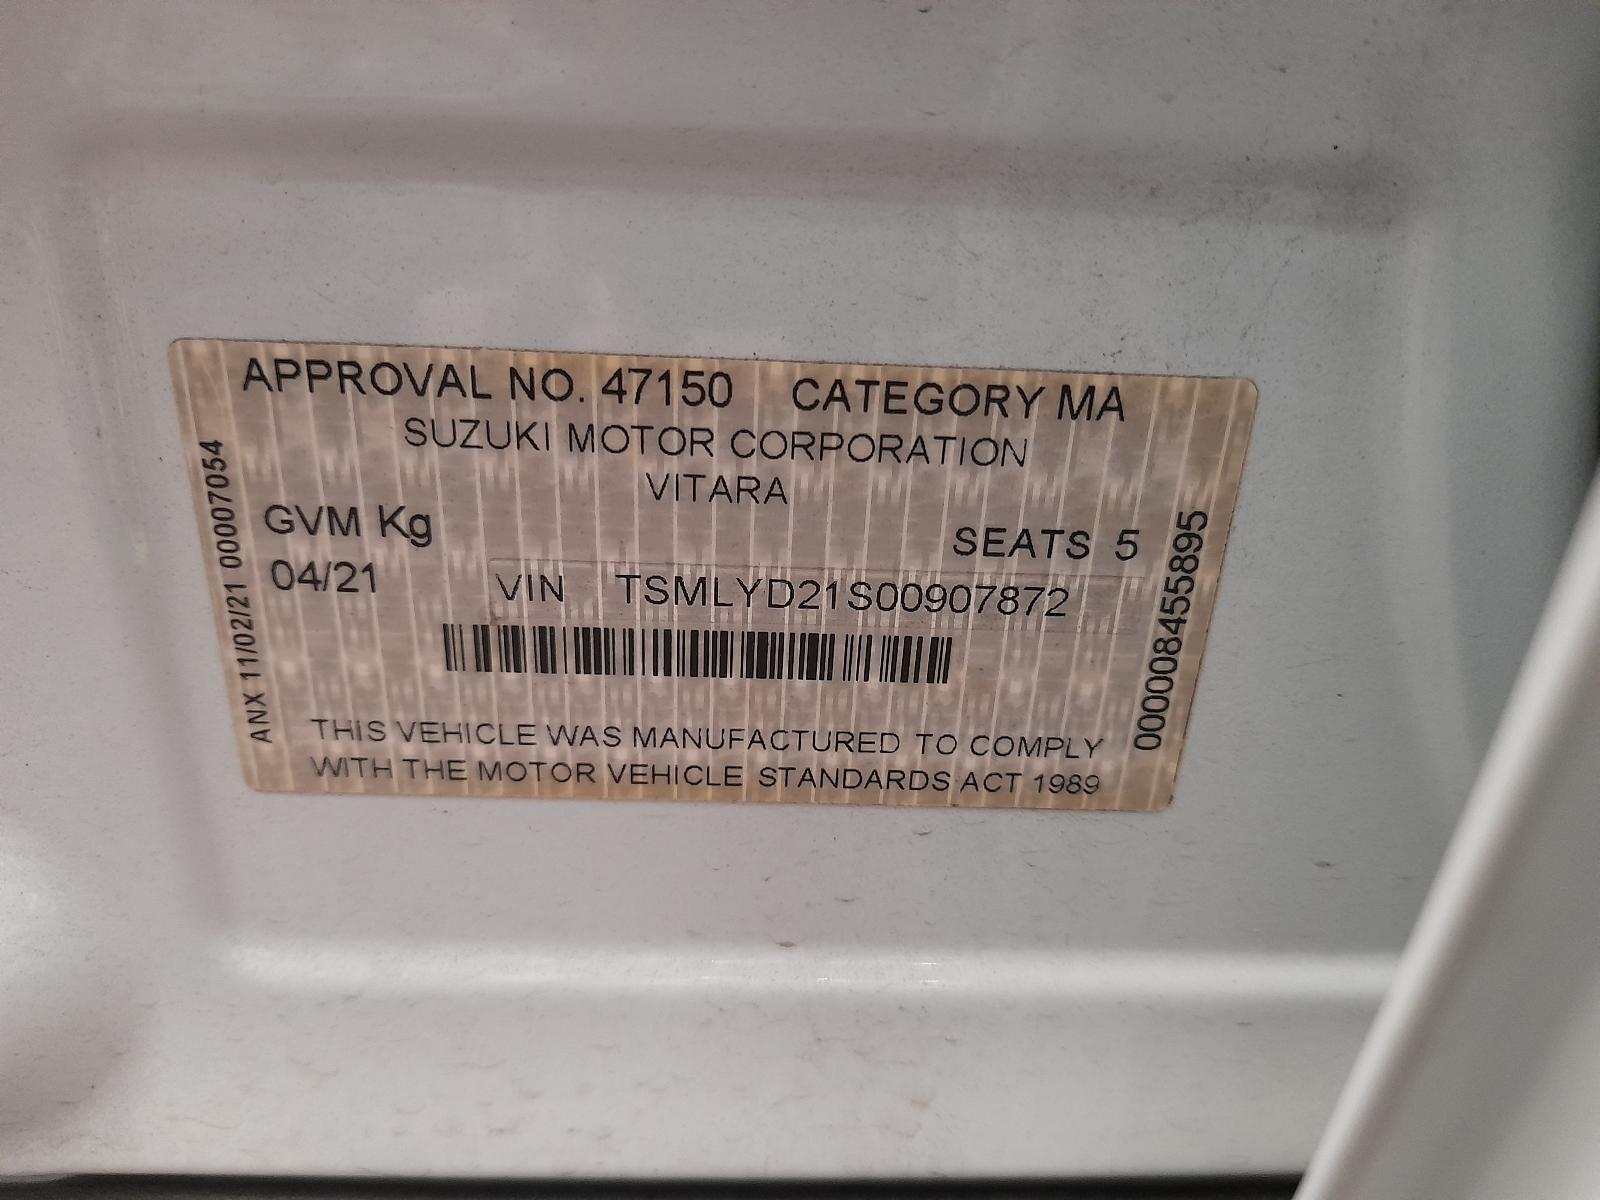 APPROVAL NO. 47150 CATEGORY MA
SUZUKI MOTOR CORPORATION
VITARA
GVM Kg
SEATS 5
04/21
VIN TSMLYD21S00907872
THIS VEHICLE WAS MANUFACTURED TO COMPLY
WITH THE MOTOR VEHICLE STANDARDS ACT 1989
ANX 11/02/21 00007054
0000008455895